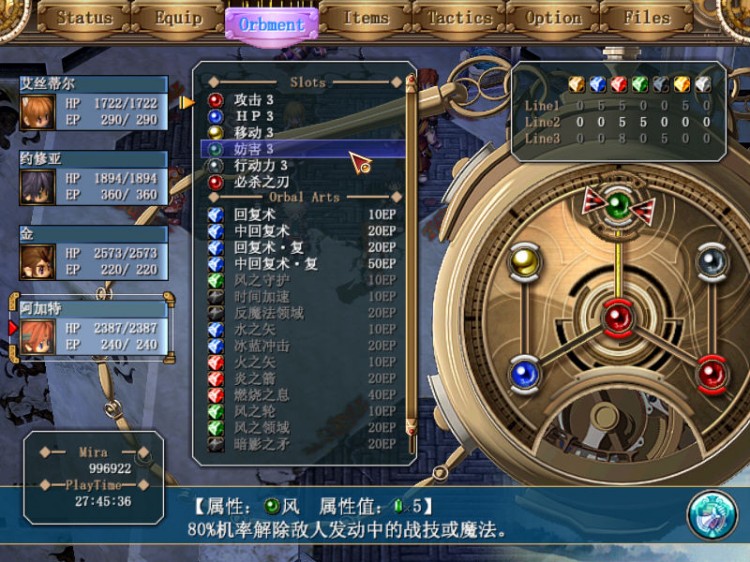 Status Equip Orbment Items Tactics Option Files
艾丝蒂尔
HP 1722/1722
EP 290/290
约修亚
HP 1894/1894
EP 360/360
金
HP 2573/2573
EP 220/220
阿加特
HP 2387/2387
EP 240/240
Mira
996922
PlayTime
27:45:36
Slots
攻击 3
HP 3
移动 3
妨害 3
行动力 3
必杀之刃
Orbal Arts
回复术 10EP
中回复术 20EP
回复术·复 20EP
中回复术·复 50EP
风之守护 10EP
时间加速 10EP
反魔法领域 20EP
水之矢 10EP
冰蓝冲击 20EP
火之矢 10EP
炎之箭 20EP
燃烧之息 40EP
风之轮 10EP
风之领域 20EP
暗影之矛 20EP
Line1 0 5 5 0 0 5 0
Line2 0 0 5 5 0 0 0
Line3 0 0 8 0 5 0 0
【属性: 风 属性值: 5】
80%机率解除敌人发动中的战技或魔法。